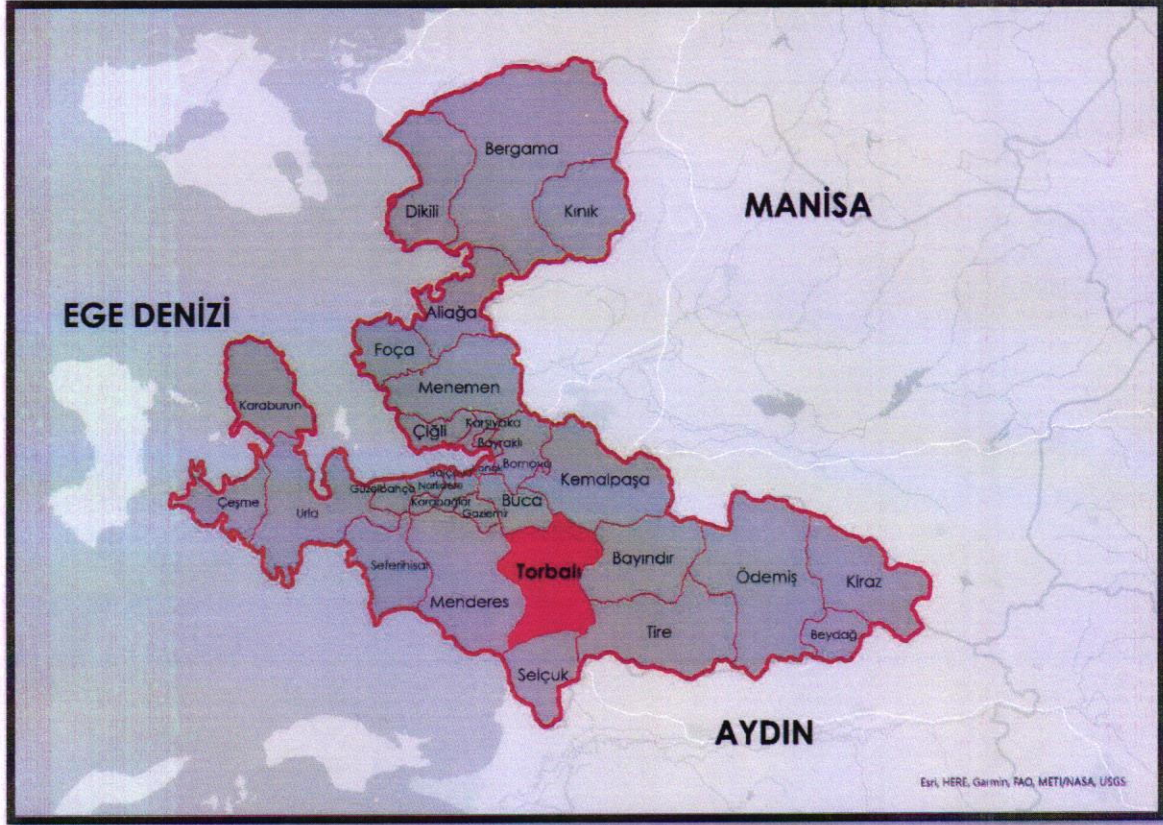 Bergama
MANİSA
Dikili
Kınık
EGE DENİZİ
Aliağa
Foça
Menemen
Karaburun
Çiğli
Karşıyaka
Bayraklı
Bornova
Kemalpaşa
Balçova
Konak
Güzelbahçe
Narlıdere
Çeşme
Urla
Karabağlar
Buca
Gaziemir
Seferihisar
Menderes
Torbalı
Bayındır
Ödemiş
Kiraz
Tire
Beydağ
Selçuk
AYDIN
Esri, HERE, Garmin, FAO, METI/NASA, USGS